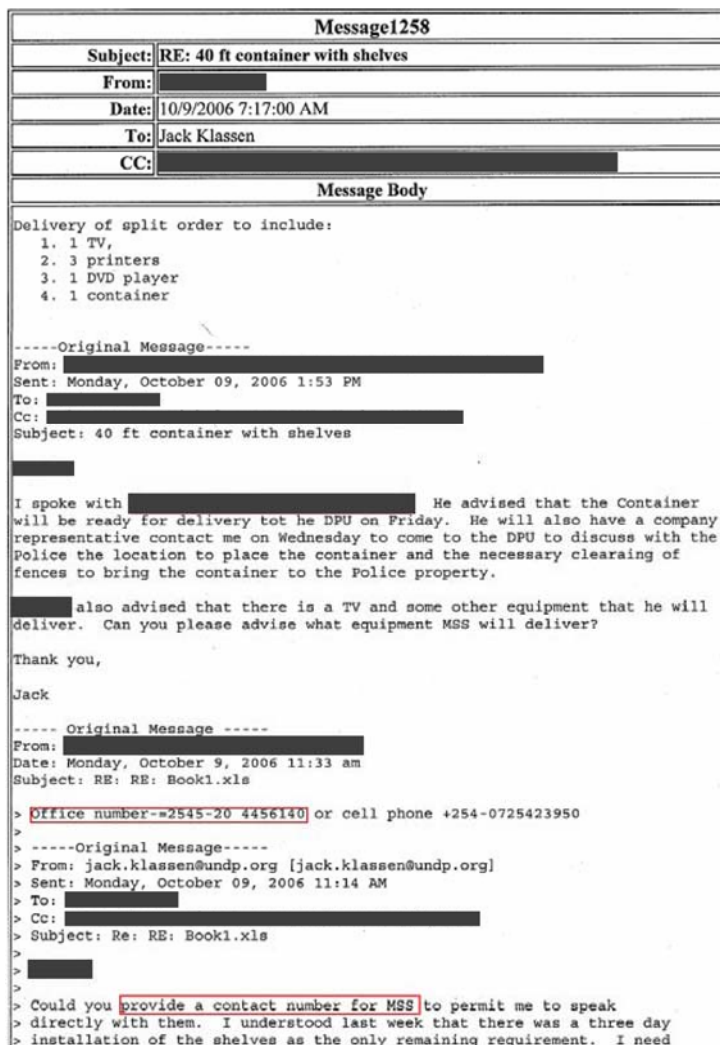 Message1258
Subject: RE: 40 ft container with shelves
From:
Date: 10/9/2006 7:17:00 AM
To: Jack Klassen
CC:
Message Body
Delivery of split order to include:
1. 1 TV,
2. 3 printers
3. 1 DVD player
4. 1 container
-----Original Message-----
From:
Sent: Monday, October 09, 2006 1:53 PM
To:
Cc:
Subject: 40 ft container with shelves
I spoke with He advised that the Container
will be ready for delivery tot he DPU on Friday. He will also have a company
representative contact me on Wednesday to come to the DPU to discuss with the
Police the location to place the container and the necessary clearaing of
fences to bring the container to the Police property.
also advised that there is a TV and some other equipment that he will
deliver. Can you please advise what equipment MSS will deliver?
Thank you,
Jack
----- Original Message -----
From:
Date: Monday, October 9, 2006 11:33 am
Subject: RE: RE: Book1.xls
> Office number-=2545-20 4456140 or cell phone +254-0725423950
>
> -----Original Message-----
> From: jack.klassen@undp.org [jack.klassen@undp.org]
> Sent: Monday, October 09, 2006 11:14 AM
> To:
> Cc:
> Subject: Re: RE: Book1.xls
>
>
>
> Could you provide a contact number for MSS to permit me to speak
> directly with them. I understood last week that there was a three day
> installation of the shelves as the only remaining requirement. I need